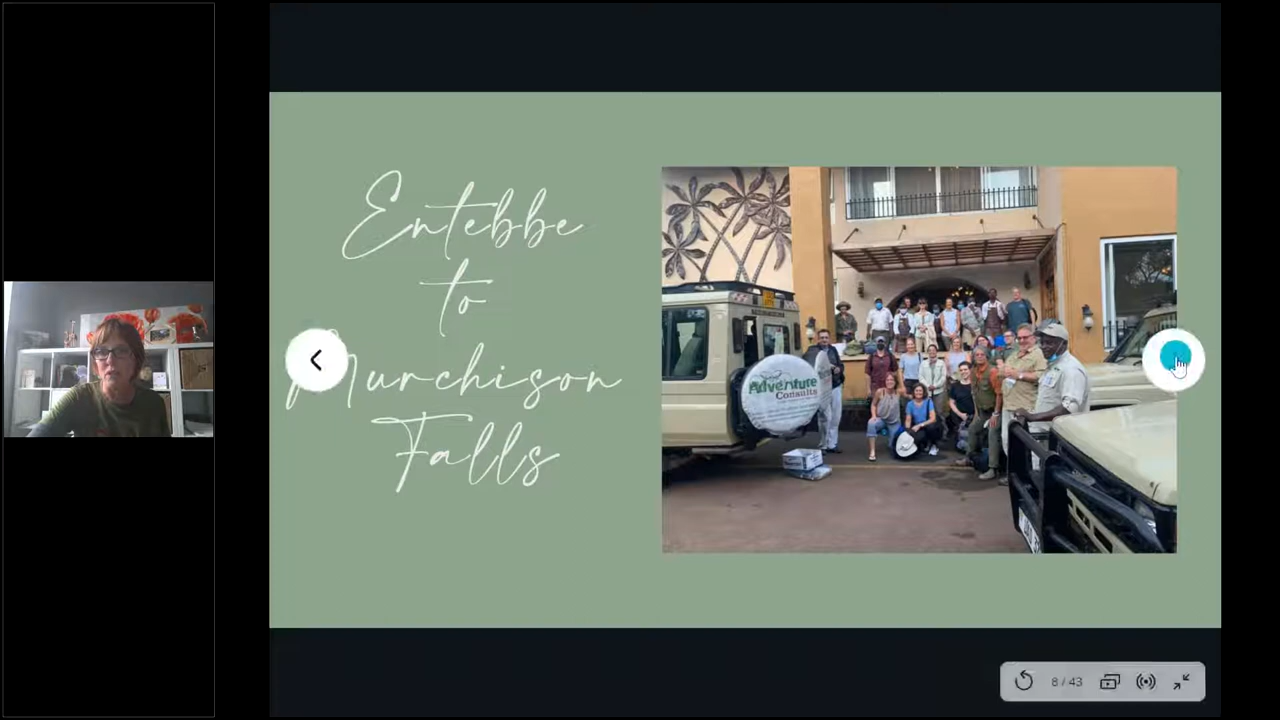 Entebbe
to
Murchison
Falls
Adventure
Consults
8 / 43